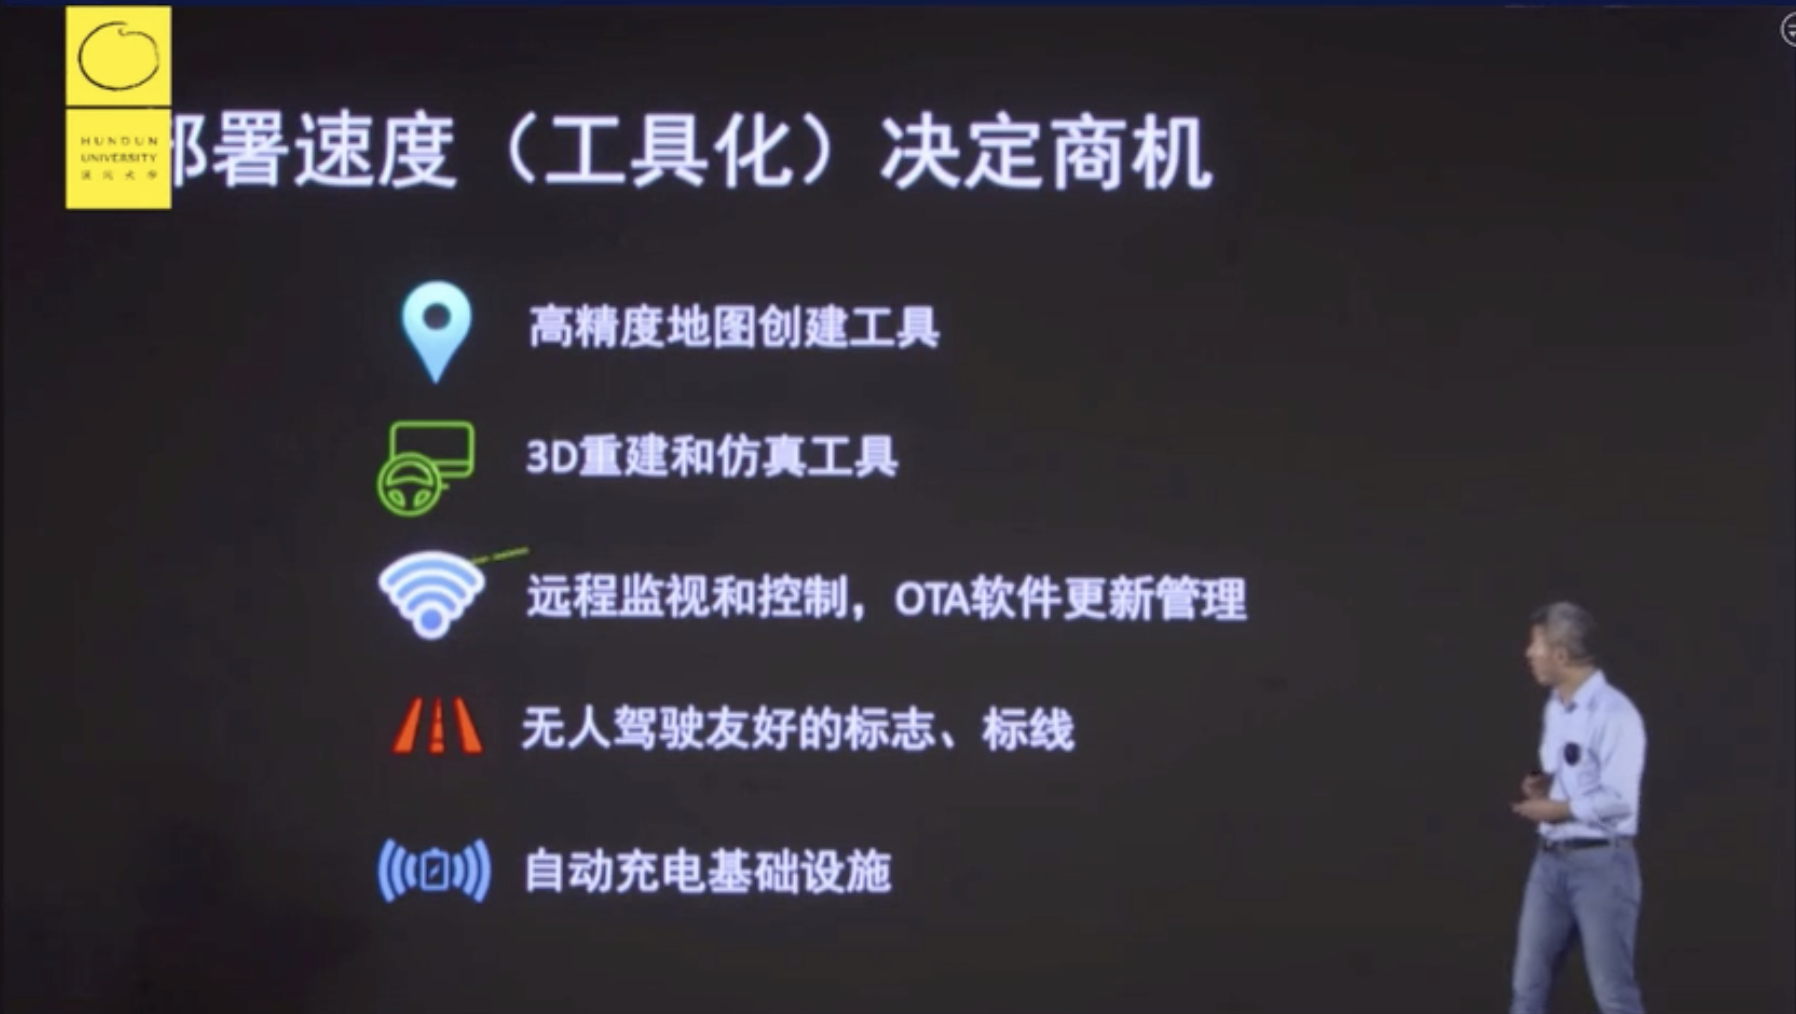 HUNDUN
UNIVERSITY
混沌大学
部署速度（工具化）决定商机
高精度地图创建工具
3D重建和仿真工具
远程监视和控制，OTA软件更新管理
无人驾驶友好的标志、标线
自动充电基础设施